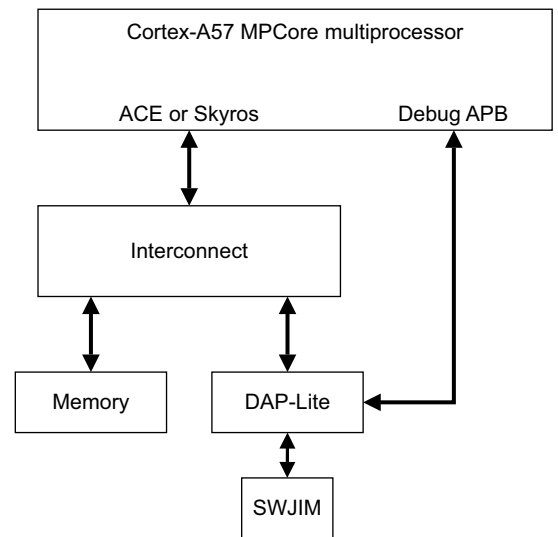 Cortex-A57 MPCore multiprocessor
ACE or Skyros
Debug APB
Interconnect
Memory
DAP-Lite
SWJIM